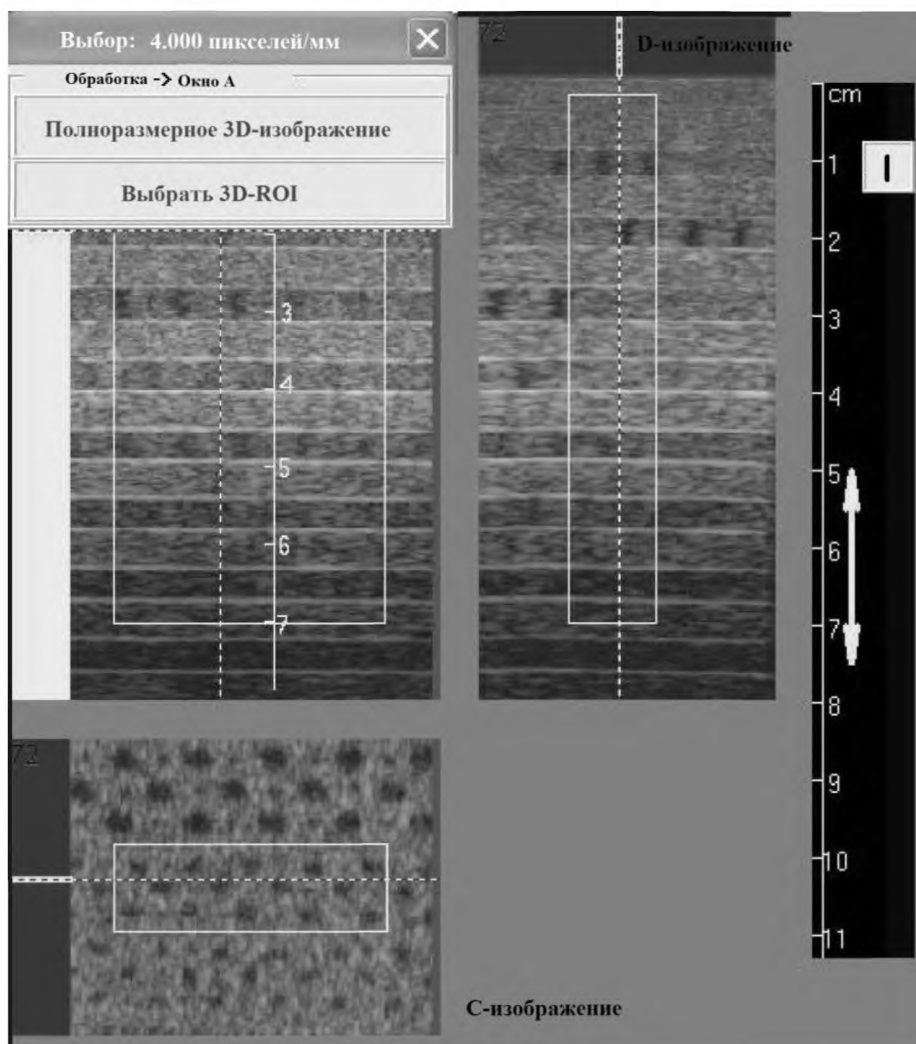 Выбор: 4.000 пикселей/мм
Обработка -> Окно А
Полноразмерное 3D-изображение
Выбрать 3D-ROI
72
D-изображение
cm
1
2
3
4
5
6
7
8
9
10
11
3
4
5
6
7
72
С-изображение